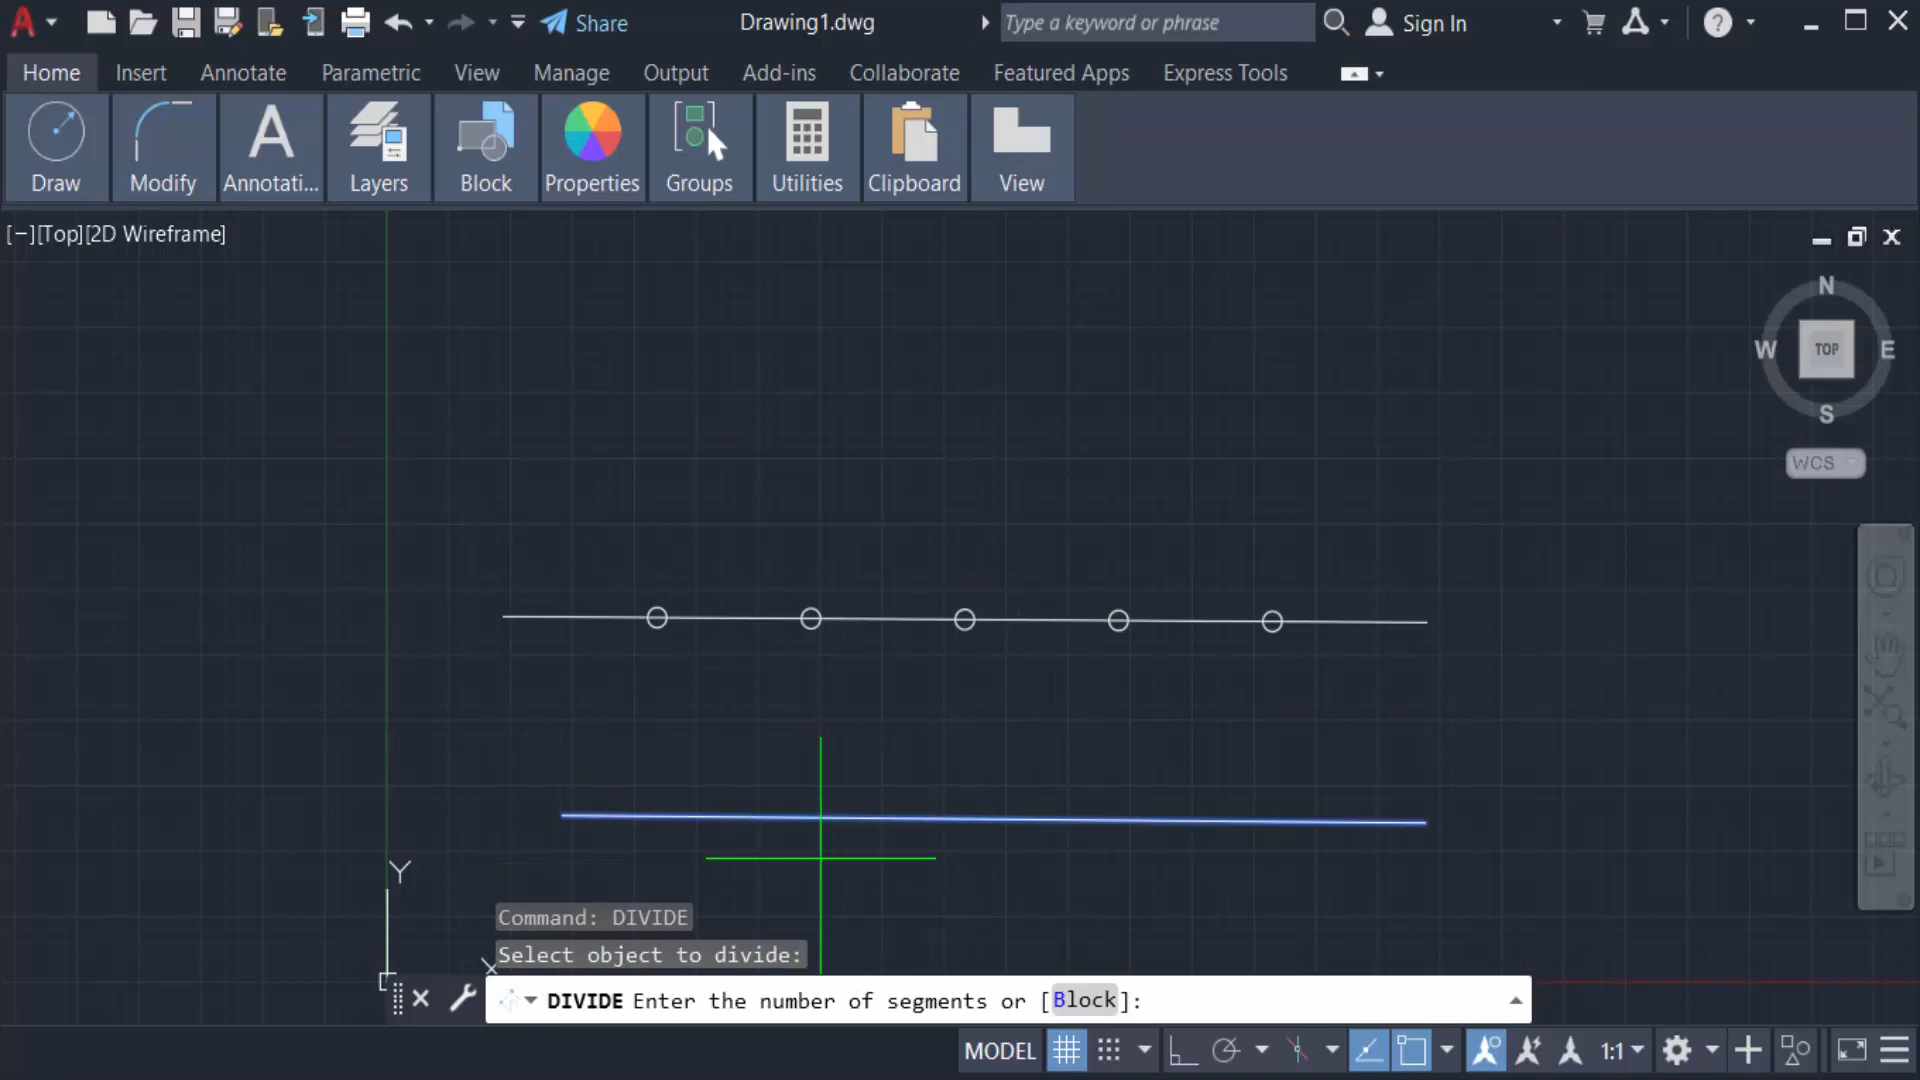 Share
Drawing1.dwg
Type a keyword or phrase
Sign In
Home
Insert
Annotate
Parametric
View
Manage
Output
Add-ins
Collaborate
Featured Apps
Express Tools
Draw
Modify
Annotati...
Layers
Block
Properties
Groups
Utilities
Clipboard
View
[−][Top][2D Wireframe]
N
W
TOP
E
S
WCS
Y
X
Command: DIVIDE
Select object to divide:
DIVIDE Enter the number of segments or [Block]:
MODEL
1:1